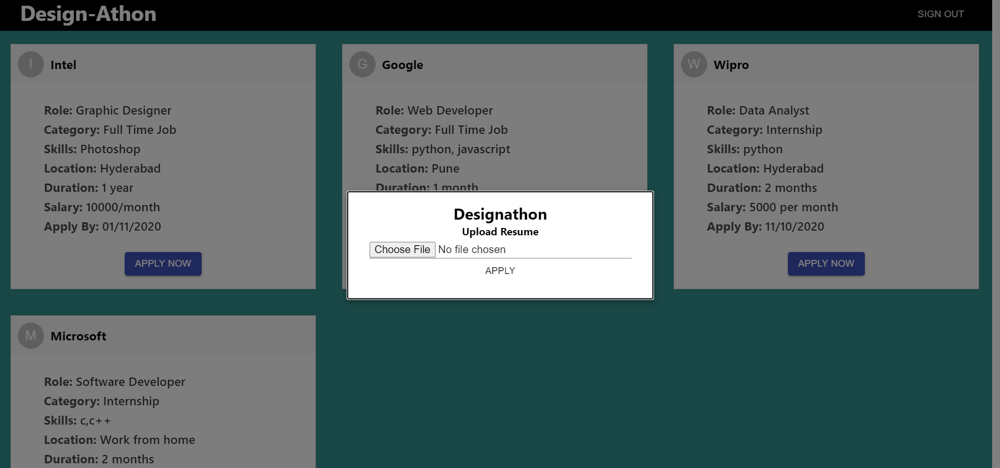 Design-Athon
SIGN OUT
I
Intel
Role: Graphic Designer
Category: Full Time Job
Skills: Photoshop
Location: Hyderabad
Duration: 1 year
Salary: 10000/month
Apply By: 01/11/2020
APPLY NOW
G
Google
Role: Web Developer
Category: Full Time Job
Skills: python, javascript
Location: Pune
Duration: 1 month
W
Wipro
Role: Data Analyst
Category: Internship
Skills: python
Location: Hyderabad
Duration: 2 months
Salary: 5000 per month
Apply By: 11/10/2020
APPLY NOW
Designathon
Upload Resume
Choose File No file chosen
APPLY
M
Microsoft
Role: Software Developer
Category: Internship
Skills: c,c++
Location: Work from home
Duration: 2 months